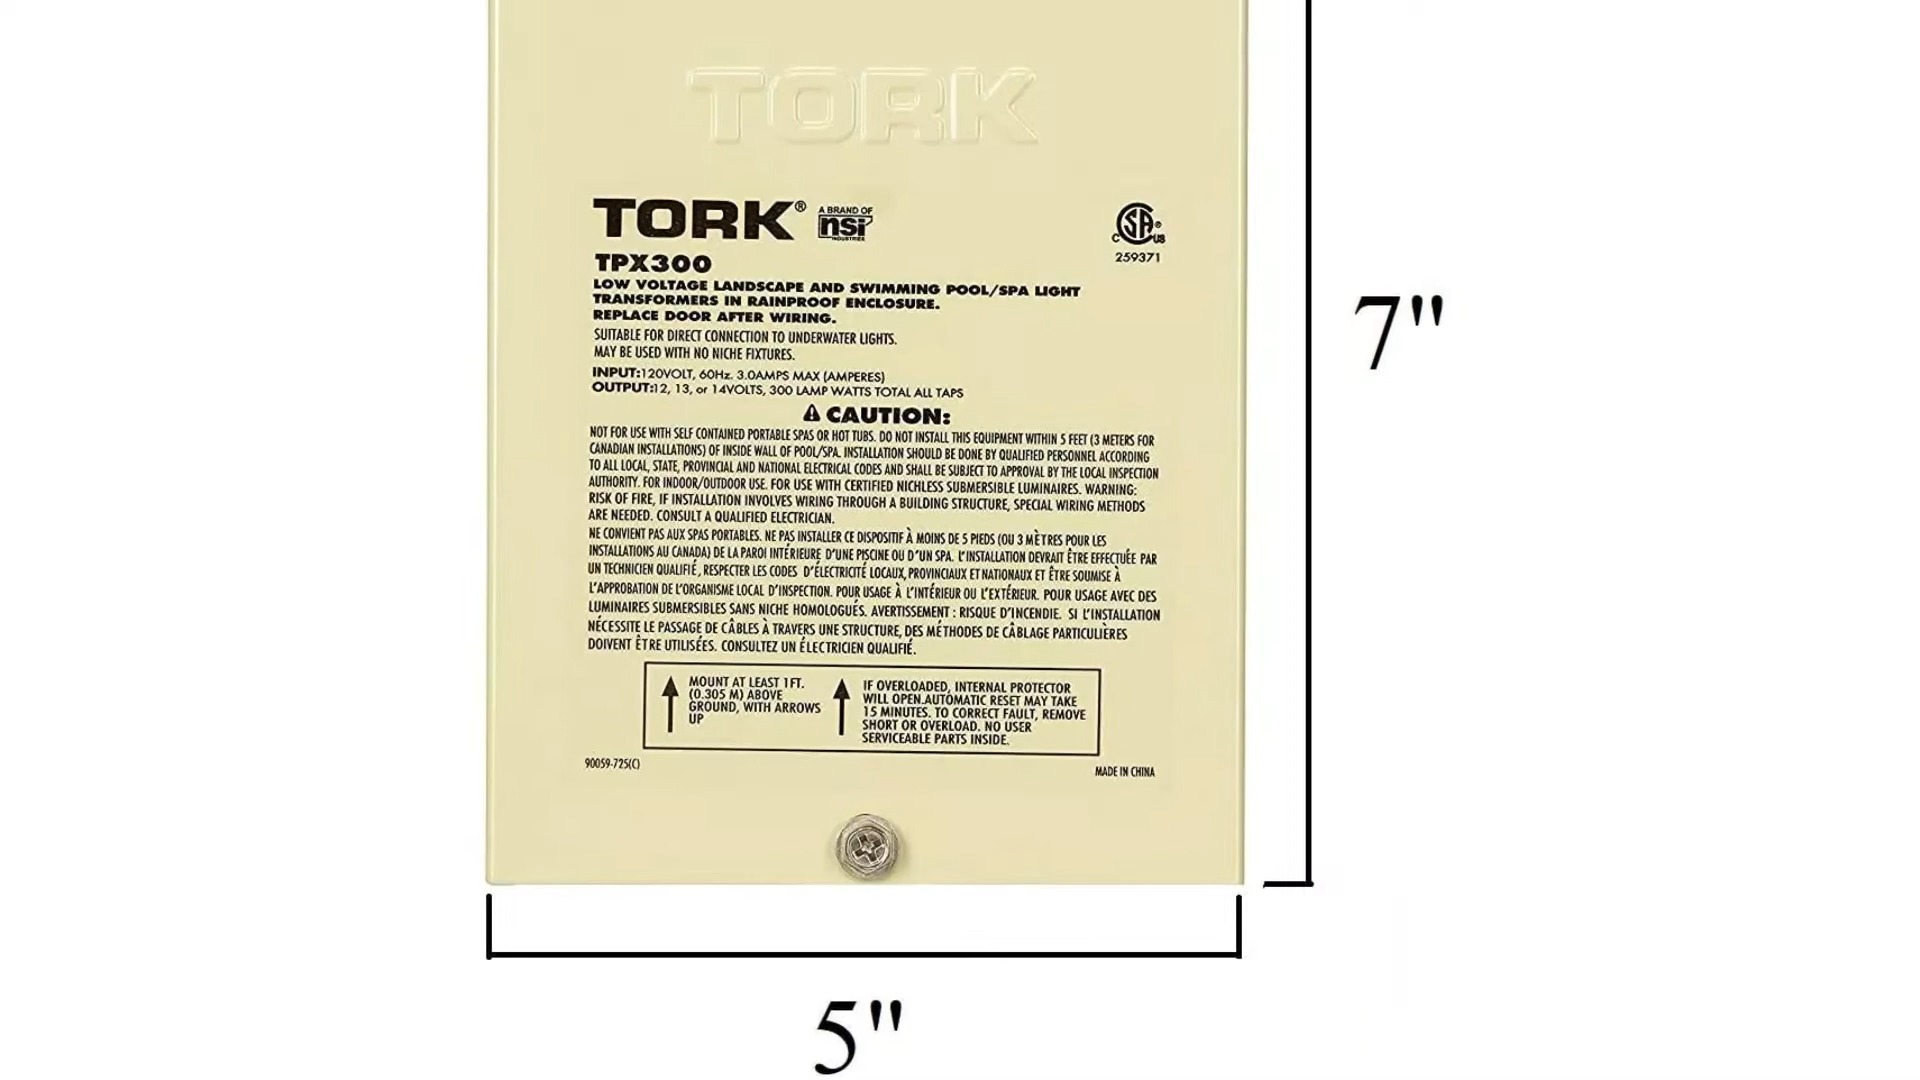 TORK
TORK® A BRAND OF nsi INDUSTRIES
C SA® US
259371
TPX300
LOW VOLTAGE LANDSCAPE AND SWIMMING POOL/SPA LIGHT
TRANSFORMERS IN RAINPROOF ENCLOSURE.
REPLACE DOOR AFTER WIRING.
SUITABLE FOR DIRECT CONNECTION TO UNDERWATER LIGHTS.
MAY BE USED WITH NO NICHE FIXTURES.
INPUT:120VOLT, 60Hz. 3.0AMPS MAX (AMPERES)
OUTPUT:12, 13, or 14VOLTS, 300 LAMP WATTS TOTAL ALL TAPS
⚠ CAUTION:
NOT FOR USE WITH SELF CONTAINED PORTABLE SPAS OR HOT TUBS. DO NOT INSTALL THIS EQUIPMENT WITHIN 5 FEET (3 METERS FOR
CANADIAN INSTALLATIONS) OF INSIDE WALL OF POOL/SPA. INSTALLATION SHOULD BE DONE BY QUALIFIED PERSONNEL ACCORDING
TO ALL LOCAL, STATE, PROVINCIAL AND NATIONAL ELECTRICAL CODES AND SHALL BE SUBJECT TO APPROVAL BY THE LOCAL INSPECTION
AUTHORITY. FOR INDOOR/OUTDOOR USE. FOR USE WITH CERTIFIED NICHLESS SUBMERSIBLE LUMINAIRES. WARNING:
RISK OF FIRE, IF INSTALLATION INVOLVES WIRING THROUGH A BUILDING STRUCTURE, SPECIAL WIRING METHODS
ARE NEEDED. CONSULT A QUALIFIED ELECTRICIAN.
NE CONVIENT PAS AUX SPAS PORTABLES. NE PAS INSTALLER CE DISPOSITIF À MOINS DE 5 PIEDS (OU 3 MÈTRES POUR LES
INSTALLATIONS AU CANADA) DE LA PAROI INTÉRIEURE D'UNE PISCINE OU D'UN SPA. L'INSTALLATION DEVRAIT ÊTRE EFFECTUÉE PAR
UN TECHNICIEN QUALIFIÉ, RESPECTER LES CODES D'ÉLECTRICITÉ LOCAUX, PROVINCIAUX ET NATIONAUX ET ÊTRE SOUMISE À
L'APPROBATION DE L'ORGANISME LOCAL D'INSPECTION. POUR USAGE À L'INTÉRIEUR OU L'EXTÉRIEUR. POUR USAGE AVEC DES
LUMINAIRES SUBMERSIBLES SANS NICHE HOMOLOGUÉS. AVERTISSEMENT : RISQUE D'INCENDIE. SI L'INSTALLATION
NÉCESSITE LE PASSAGE DE CÂBLES À TRAVERS UNE STRUCTURE, DES MÉTHODES DE CÂBLAGE PARTICULIÈRES
DOIVENT ÊTRE UTILISÉES. CONSULTEZ UN ÉLECTRICIEN QUALIFIÉ.
MOUNT AT LEAST 1FT.
(0.305 M) ABOVE
GROUND, WITH ARROWS
UP
IF OVERLOADED, INTERNAL PROTECTOR
WILL OPEN.AUTOMATIC RESET MAY TAKE
15 MINUTES. TO CORRECT FAULT, REMOVE
SHORT OR OVERLOAD. NO USER
SERVICEABLE PARTS INSIDE.
90059-725(C)
MADE IN CHINA
7"
5"